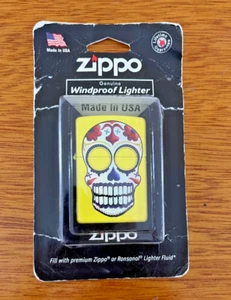 Made in USA
zippo
Genuine
Windproof Lighter
Made in USA
zippo
Fill with premium Zippo® or Ronsonol® Lighter Fluid